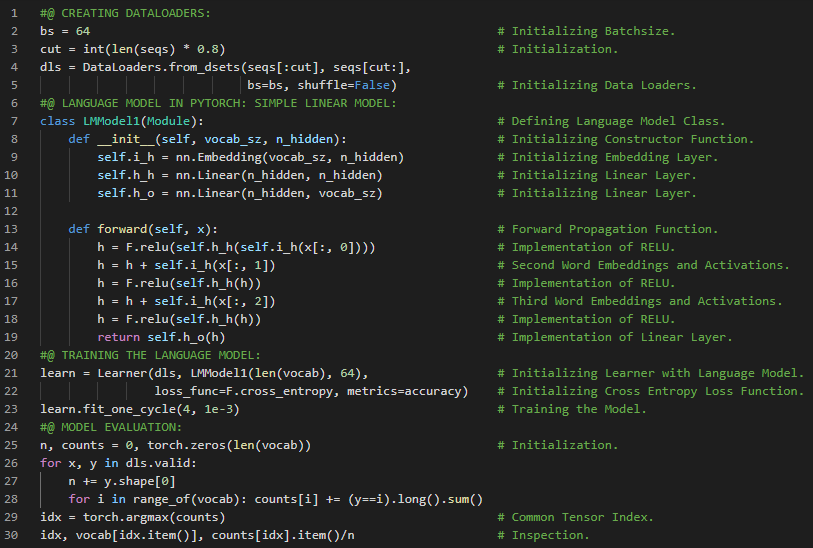 1 #@ CREATING DATALOADERS:
2 bs = 64 # Initializing Batchsize.
3 cut = int(len(seqs) * 0.8) # Initialization.
4 dls = DataLoaders.from_dsets(seqs[:cut], seqs[cut:],
5 bs=bs, shuffle=False) # Initializing Data Loaders.
6 #@ LANGUAGE MODEL IN PYTORCH: SIMPLE LINEAR MODEL:
7 class LMModel1(Module): # Defining Language Model Class.
8 def __init__(self, vocab_sz, n_hidden): # Initializing Constructor Function.
9 self.i_h = nn.Embedding(vocab_sz, n_hidden) # Initializing Embedding Layer.
10 self.h_h = nn.Linear(n_hidden, n_hidden) # Initializing Linear Layer.
11 self.h_o = nn.Linear(n_hidden, vocab_sz) # Initializing Linear Layer.
12
13 def forward(self, x): # Forward Propagation Function.
14 h = F.relu(self.h_h(self.i_h(x[:, 0]))) # Implementation of RELU.
15 h = h + self.i_h(x[:, 1]) # Second Word Embeddings and Activations.
16 h = F.relu(self.h_h(h)) # Implementation of RELU.
17 h = h + self.i_h(x[:, 2]) # Third Word Embeddings and Activations.
18 h = F.relu(self.h_h(h)) # Implementation of RELU.
19 return self.h_o(h) # Implementation of Linear Layer.
20 #@ TRAINING THE LANGUAGE MODEL:
21 learn = Learner(dls, LMModel1(len(vocab), 64), # Initializing Learner with Language Model.
22 loss_func=F.cross_entropy, metrics=accuracy) # Initializing Cross Entropy Loss Function.
23 learn.fit_one_cycle(4, 1e-3) # Training the Model.
24 #@ MODEL EVALUATION:
25 n, counts = 0, torch.zeros(len(vocab)) # Initialization.
26 for x, y in dls.valid:
27 n += y.shape[0]
28 for i in range_of(vocab): counts[i] += (y==i).long().sum()
29 idx = torch.argmax(counts) # Common Tensor Index.
30 idx, vocab[idx.item()], counts[idx].item()/n # Inspection.